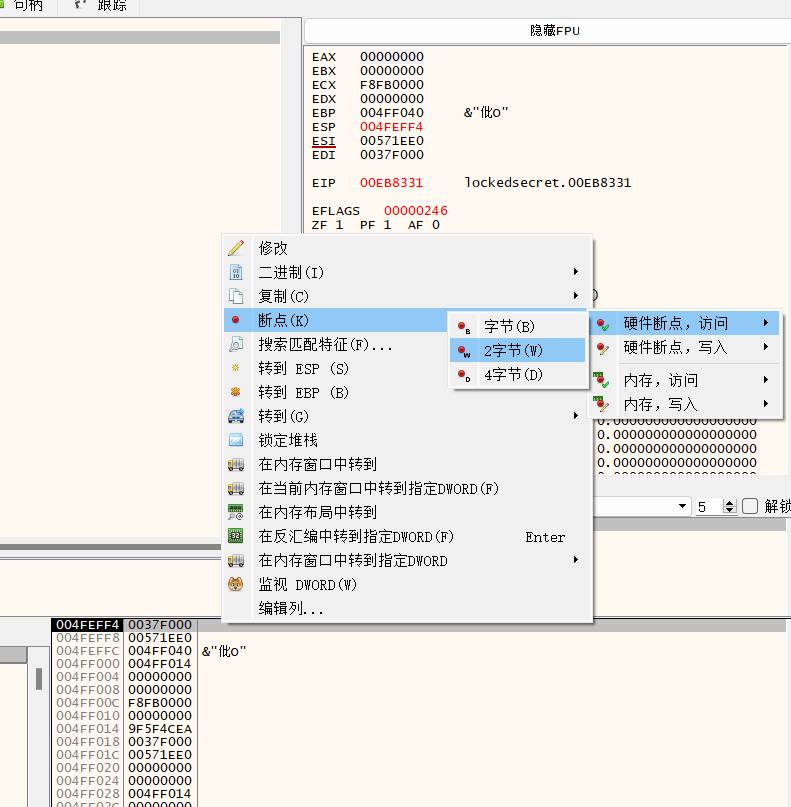 句柄
跟踪
隐藏FPU
EAX 00000000
EBX 00000000
ECX F8FB0000
EDX 00000000
EBP 004FF040 &"仳o"
ESP 004FEFF4
ESI 00571EE0
EDI 0037F000
EIP 00EB8331 lockedsecret.00EB8331
EFLAGS 00000246
ZF 1 PF 1 AF 0
修改
二进制(I)
复制(C)
断点(K)
搜索匹配特征(F)...
转到 ESP (S)
转到 EBP (B)
转到(G)
锁定堆栈
在内存窗口中转到
在当前内存窗口中转到指定DWORD(F)
在内存布局中转到
在反汇编中转到指定DWORD(F) Enter
在内存窗口中转到指定DWORD
监视 DWORD(W)
编辑列...
字节(B)
2字节(W)
4字节(D)
硬件断点, 访问
硬件断点, 写入
内存, 访问
内存, 写入
0.000000000000000000
0.000000000000000000
0.000000000000000000
5 解锁
004FEFF4 0037F000
004FEFF8 00571EE0
004FEFFC 004FF040 &"仳o"
004FF000 004FF014
004FF004 00000000
004FF008 00000000
004FF00C F8FB0000
004FF010 00000000
004FF014 9F5F4CEA
004FF018 0037F000
004FF01C 00571EE0
004FF020 00000000
004FF024 00000000
004FF028 004FF014